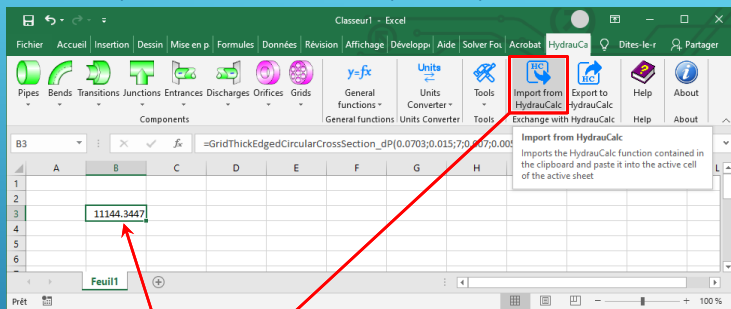 Classeur1 - Excel
Fichier Accueil Insertion Dessin Mise en p Formules Données Révision Affichage Développe Aide Solver Fou Acrobat HydrauCa Dites-le-r Partager
Pipes Bends Transitions Junctions Entrances Discharges Orifices Grids General functions Units Converter Tools Import from HydrauCalc Export to HydrauCalc Help About
y=fx Units HC HC
Components General functions Units Converter Tools Exchange with HydrauCalc Help About
B3 fx =GridThickEdgedCircularCrossSection_dP(0.0703;0.015;7;0.007;0.005
Import from HydrauCalc
Imports the HydrauCalc function contained in
the clipboard and paste it into the active cell
of the active sheet
A B C D E F G H L
1
2
3 11144.3447
4
5
6
Feuil1
Prêt 100 %